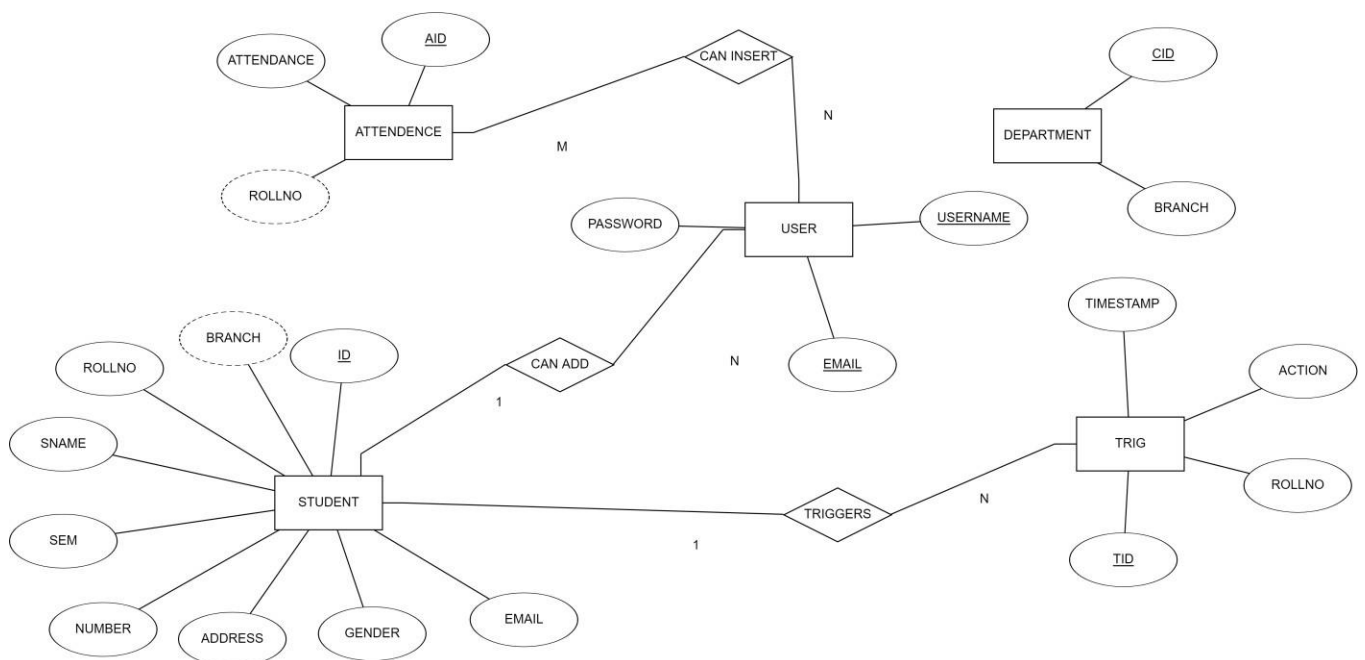 AID
CAN INSERT
CID
ATTENDANCE
ATTENDENCE
N
DEPARTMENT
M
ROLLNO
BRANCH
PASSWORD
USER
USERNAME
TIMESTAMP
BRANCH
ID
ROLLNO
CAN ADD
N
EMAIL
ACTION
1
SNAME
TRIG
STUDENT
N
ROLLNO
TRIGGERS
SEM
1
TID
NUMBER
ADDRESS
GENDER
EMAIL